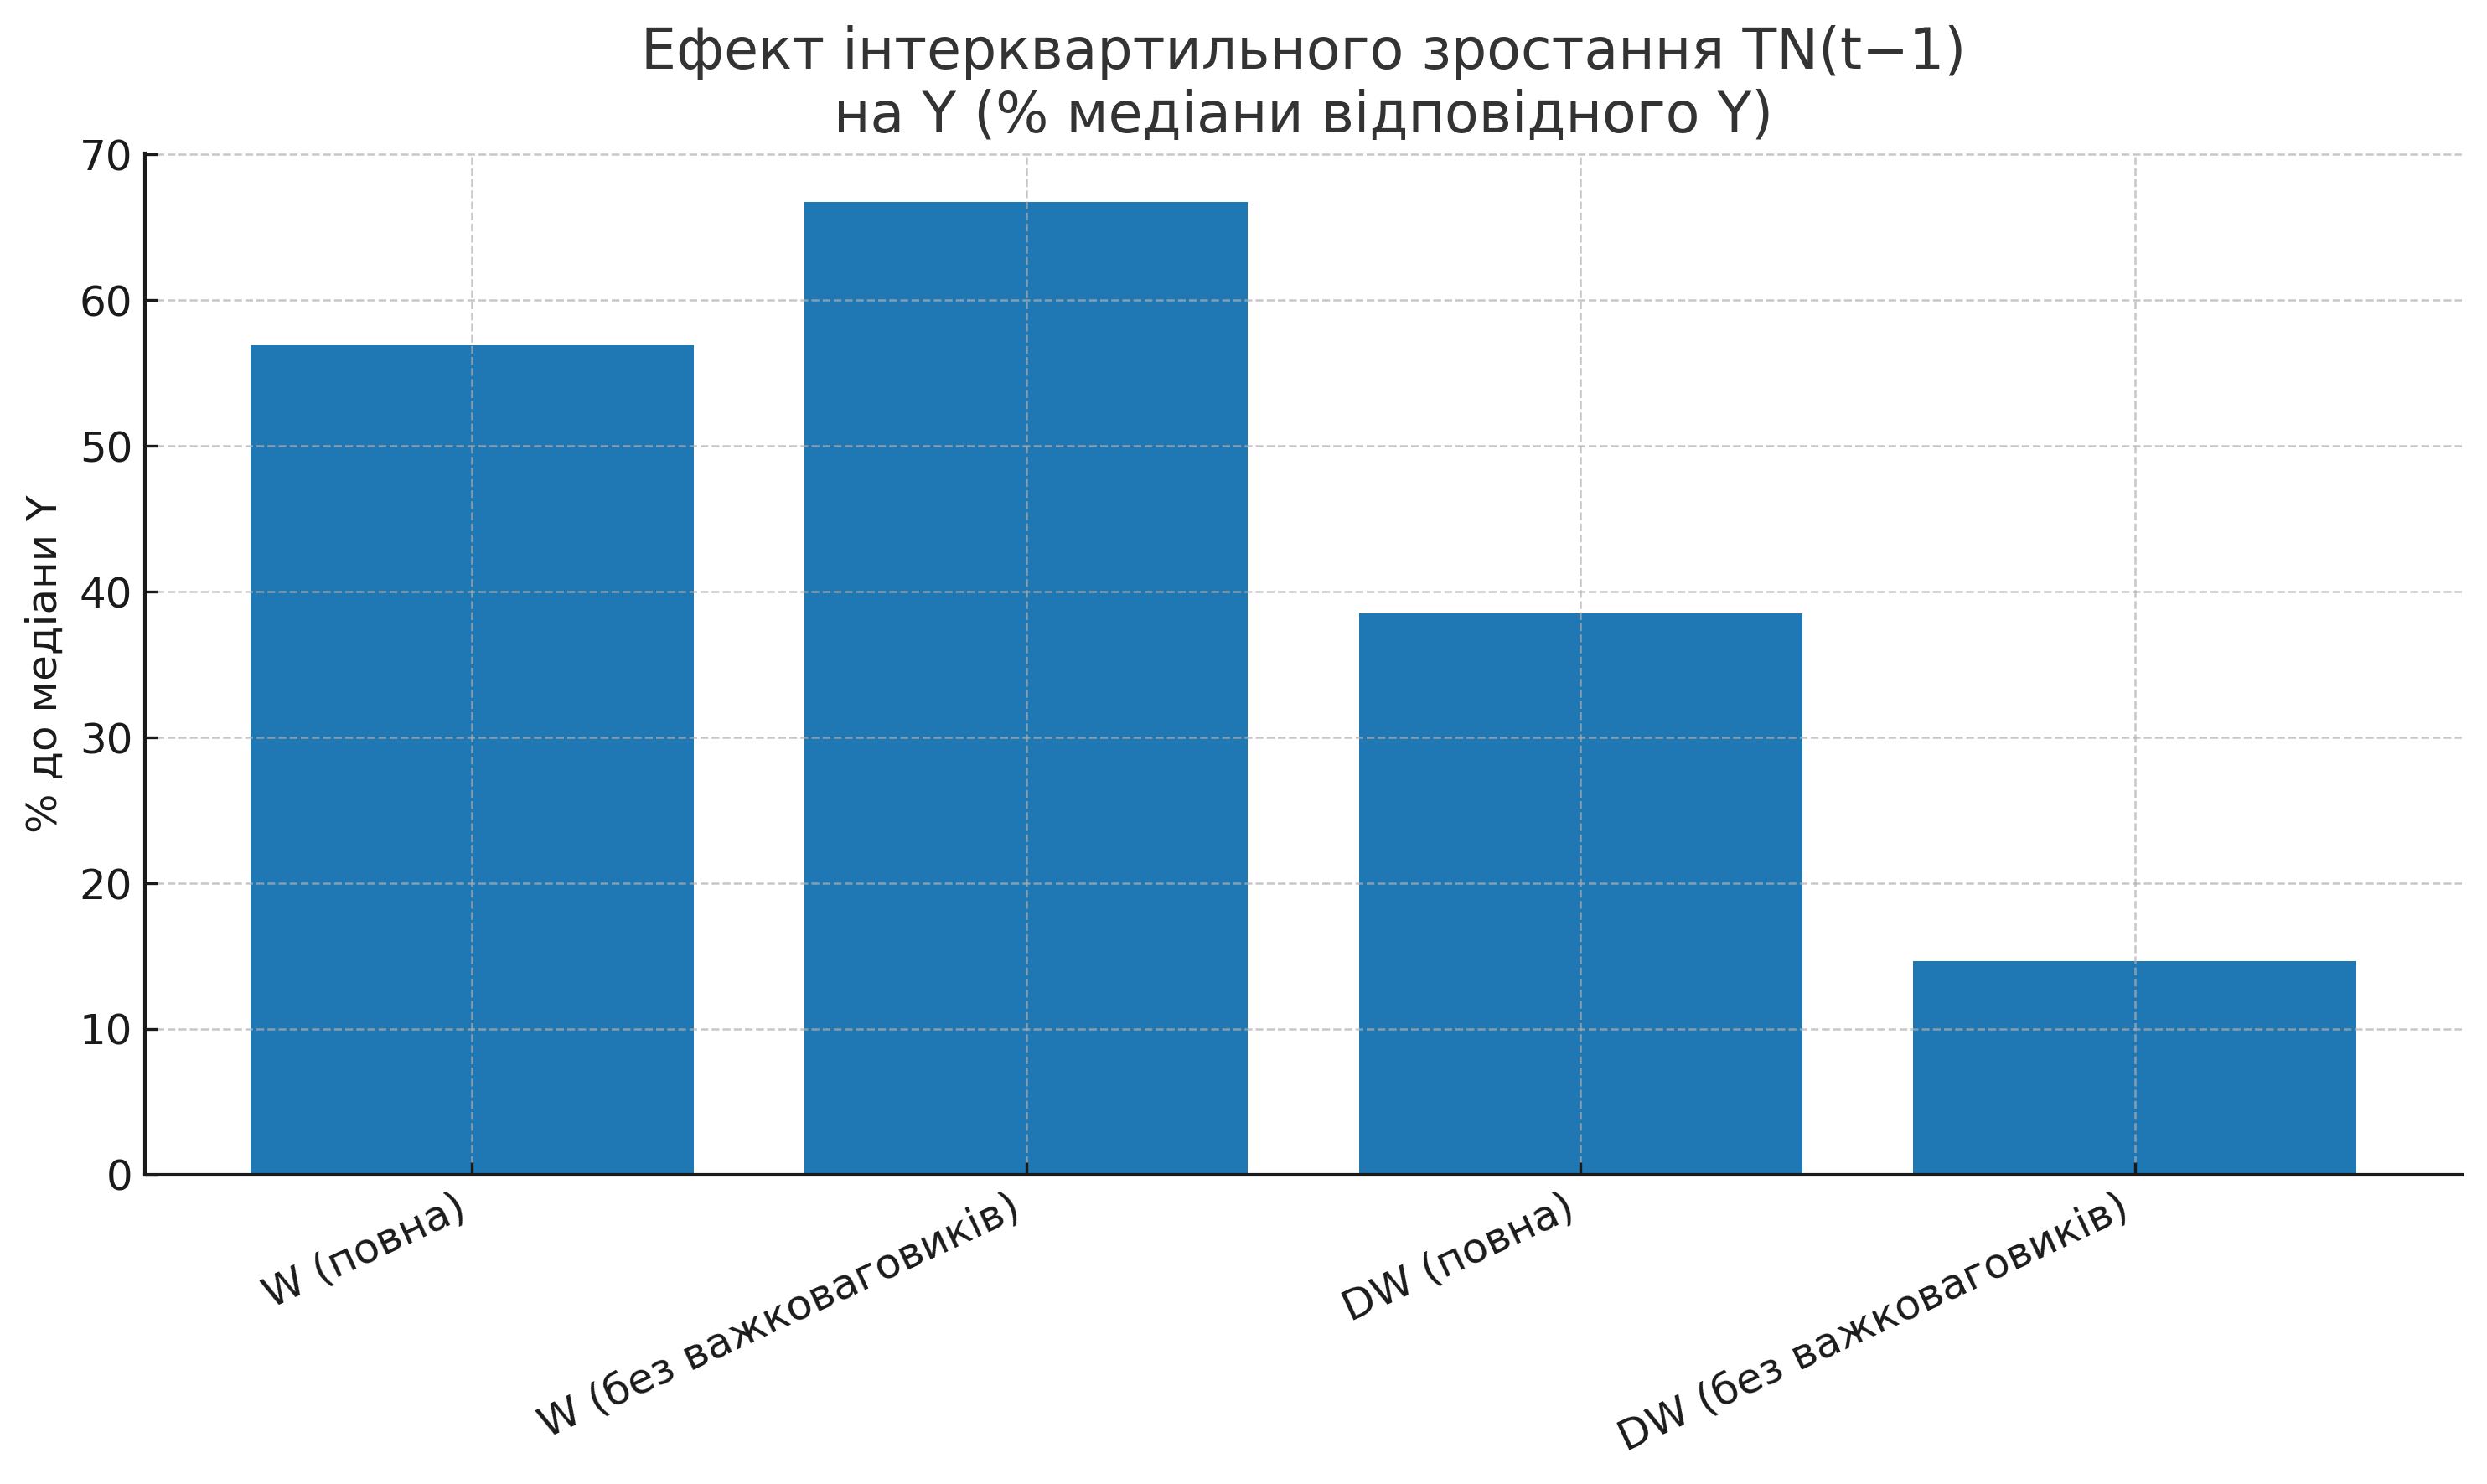 Ефект інтерквартильного зростання TN(t−1)
на Y (% медіани відповідного Y)
% до медіани Y
70
60
50
40
30
20
10
0
W (повна)
W (без важковаговиків)
DW (повна)
DW (без важковаговиків)